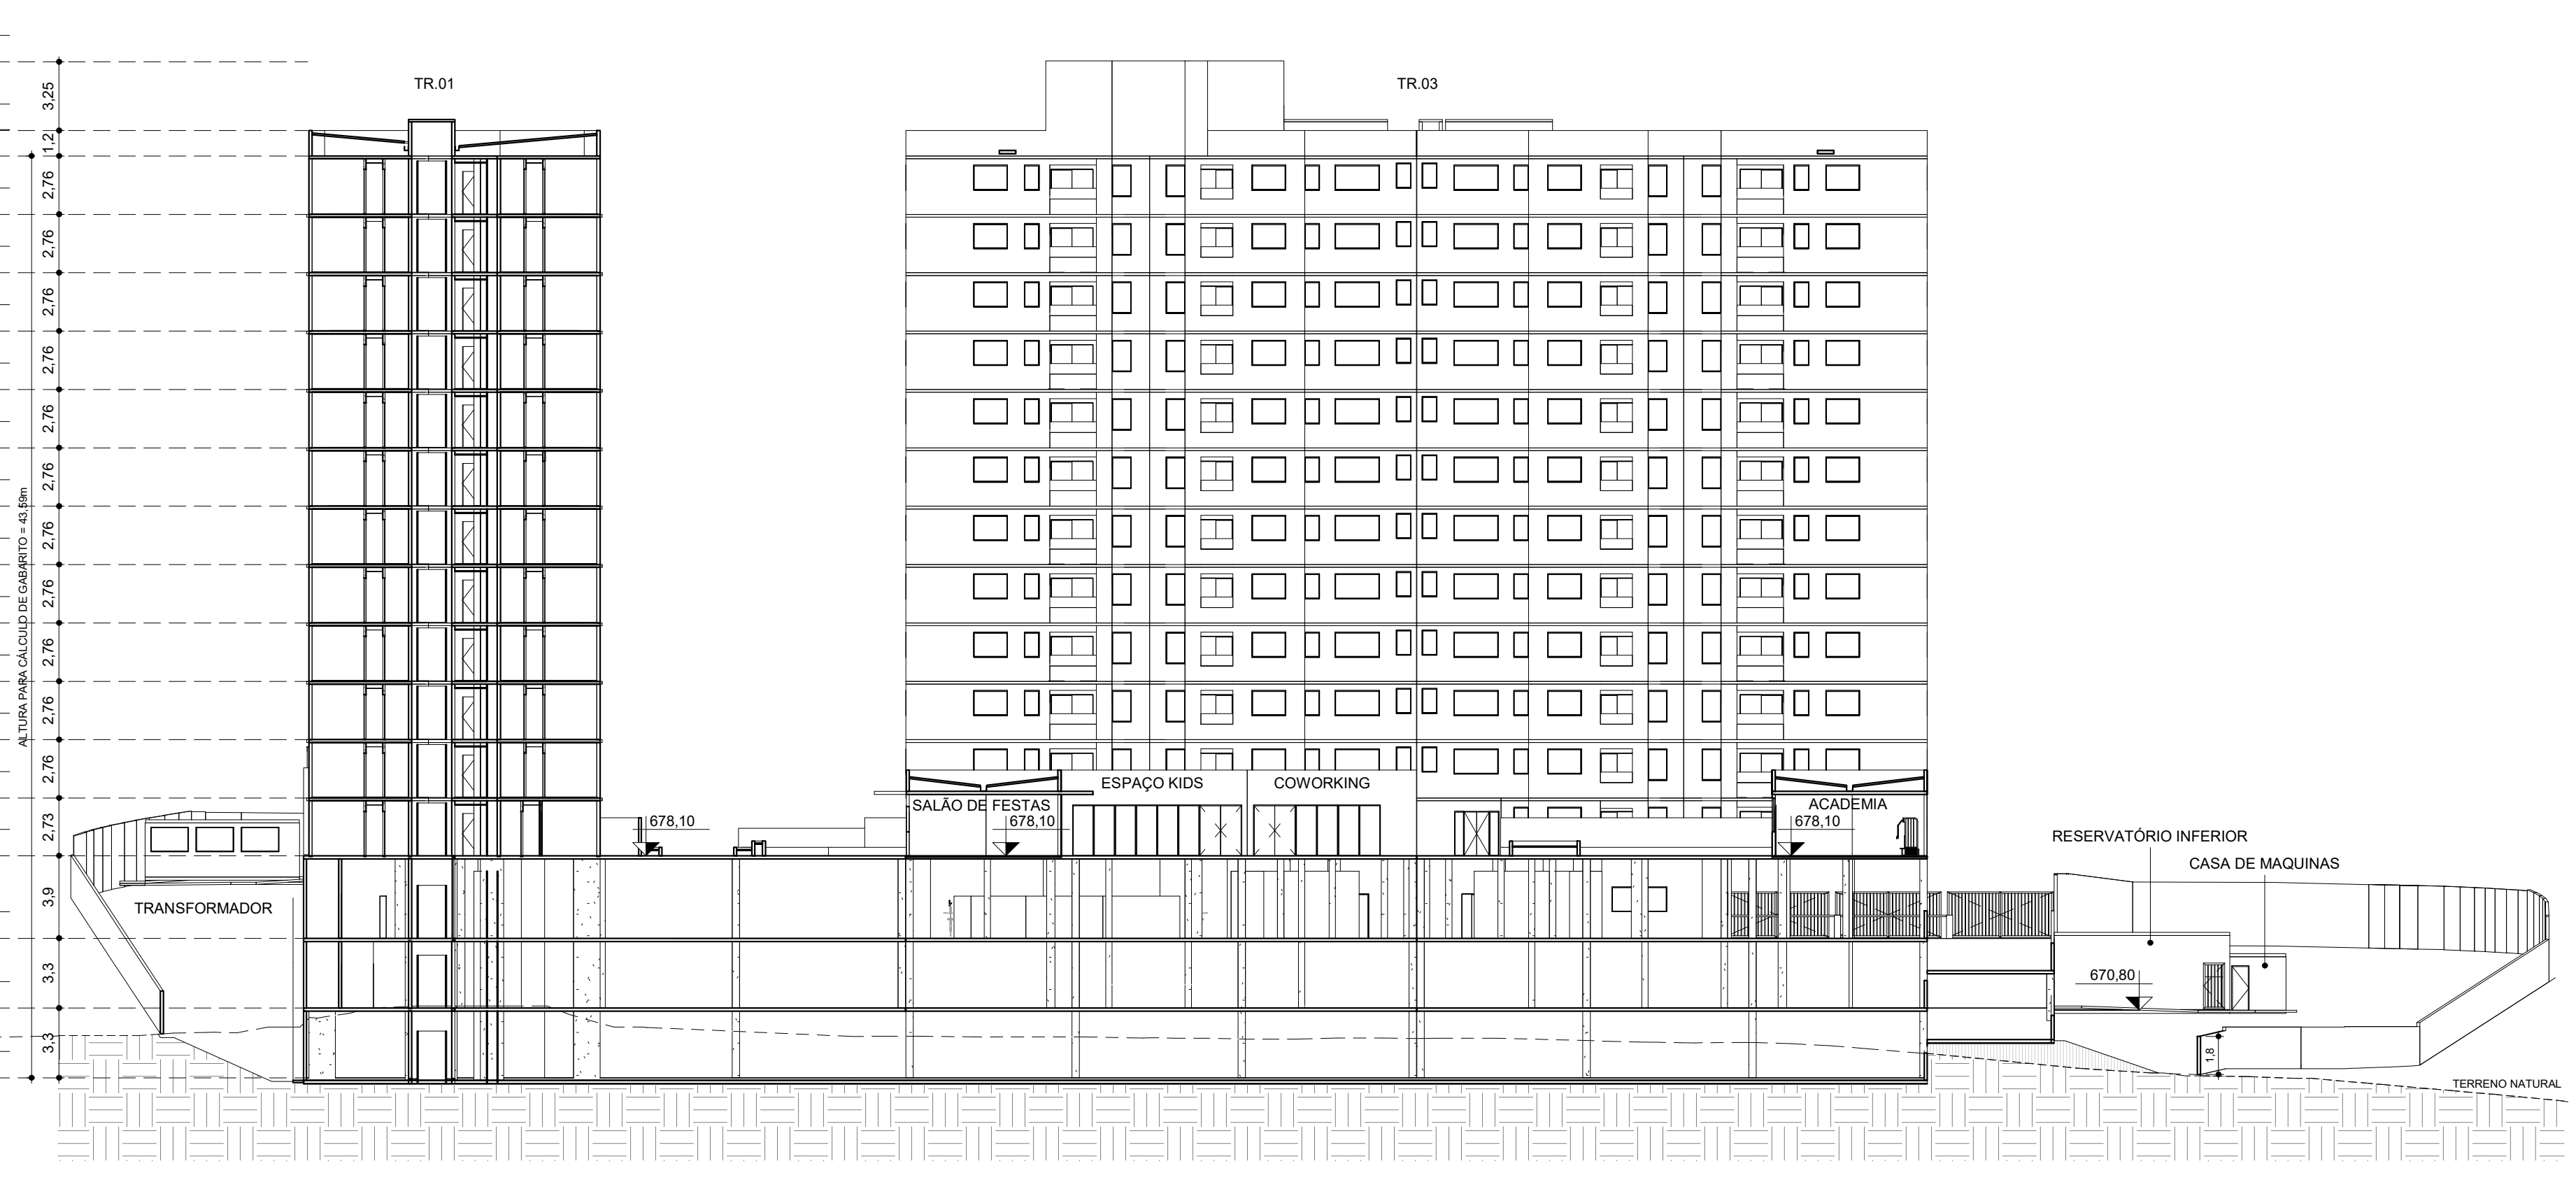 TR.01
TR.03
3,25
1,2
2,76
2,76
2,76
2,76
2,76
2,76
2,76
2,76
2,76
2,76
2,76
2,73
3,9
3,3
3,3
ALTURA PARA CÁLCULO DE GABARITO = 43,59m
ESPAÇO KIDS
COWORKING
SALÃO DE FESTAS
ACADEMIA
678,10
678,10
678,10
RESERVATÓRIO INFERIOR
CASA DE MAQUINAS
TRANSFORMADOR
670,80
1,8
TERRENO NATURAL